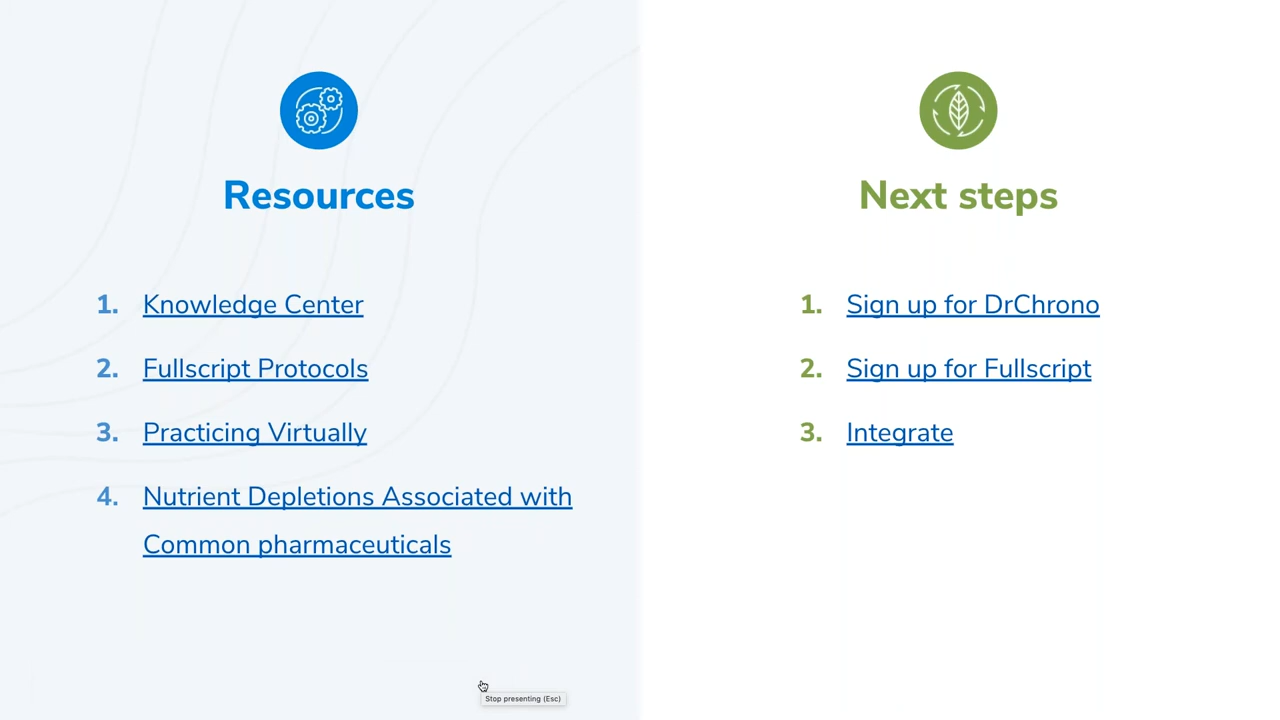 Resources
1. Knowledge Center
2. Fullscript Protocols
3. Practicing Virtually
4. Nutrient Depletions Associated with
Common pharmaceuticals
Next steps
1. Sign up for DrChrono
2. Sign up for Fullscript
3. Integrate
Stop presenting (Esc)